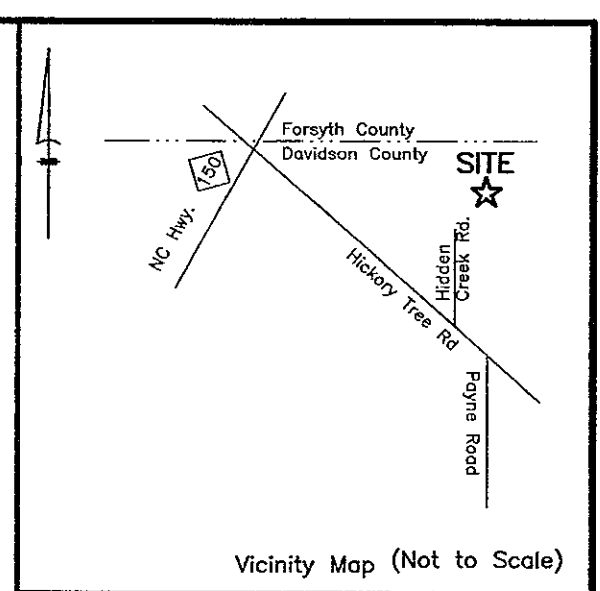 Forsyth County
Davidson County
SITE
150
NC Hwy.
Hidden
Creek Rd.
Hickory Tree Rd
Payne Road
Vicinity Map (Not to Scale)